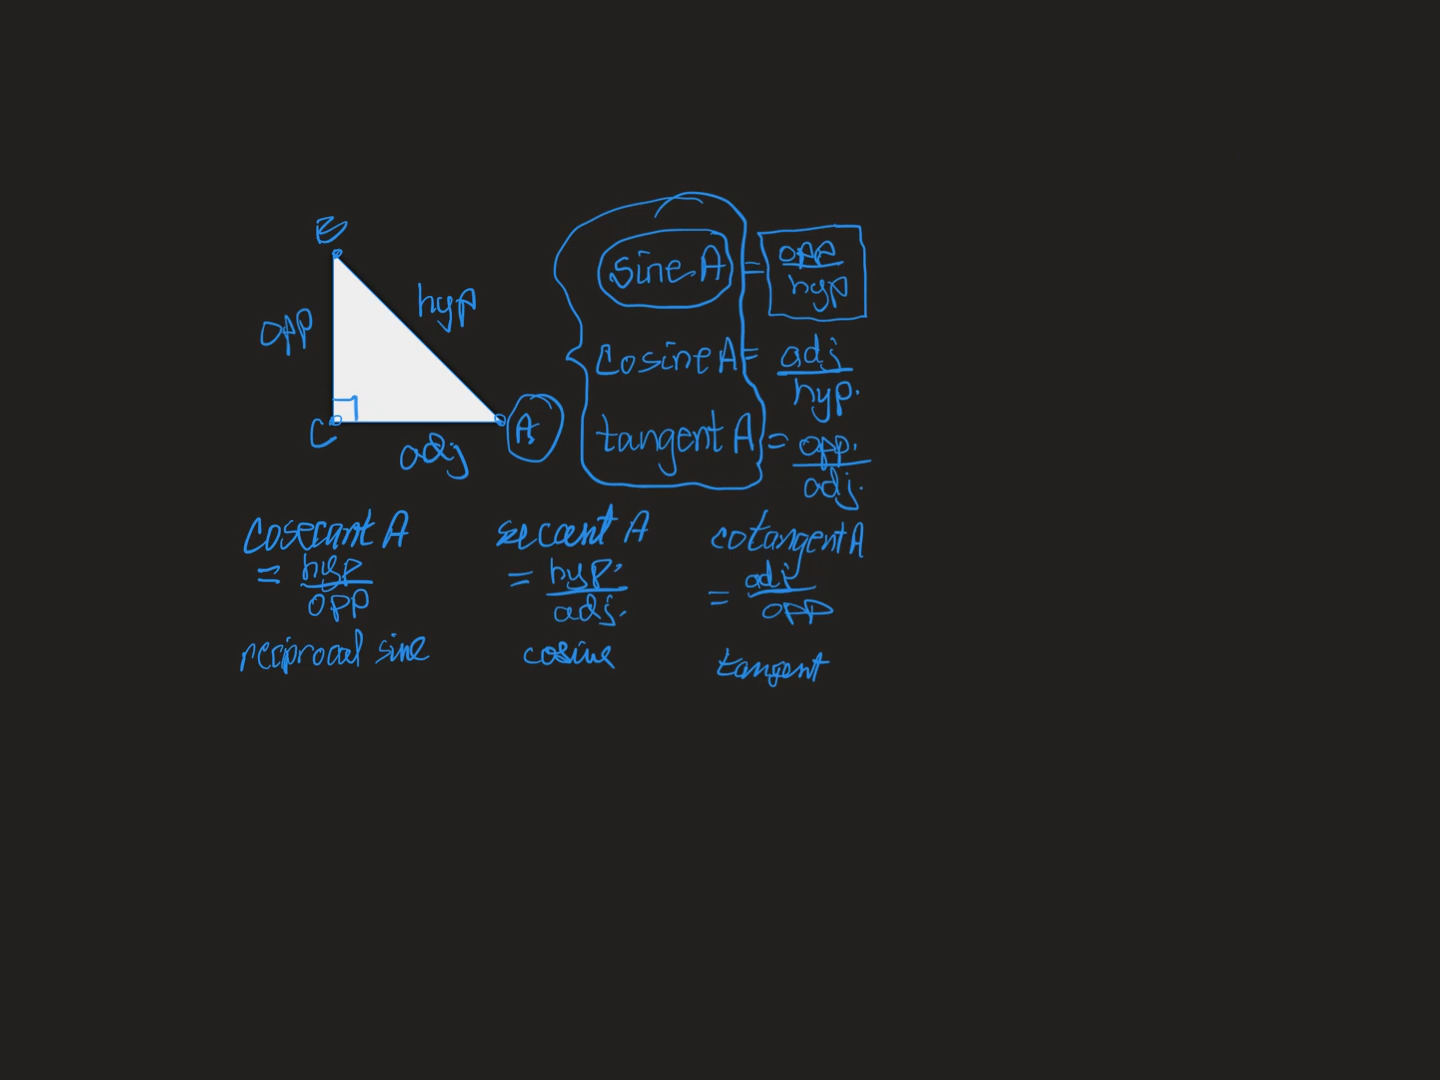 B
opp
hyp
C
adj
A
sine A = opp/hyp
cosine A = adj/hyp.
tangent A = opp./adj.
cosecant A
= hyp/opp
reciprocal sine
secant A
= hyp./adj.
cosine
cotangent A
= adj/opp
tangent